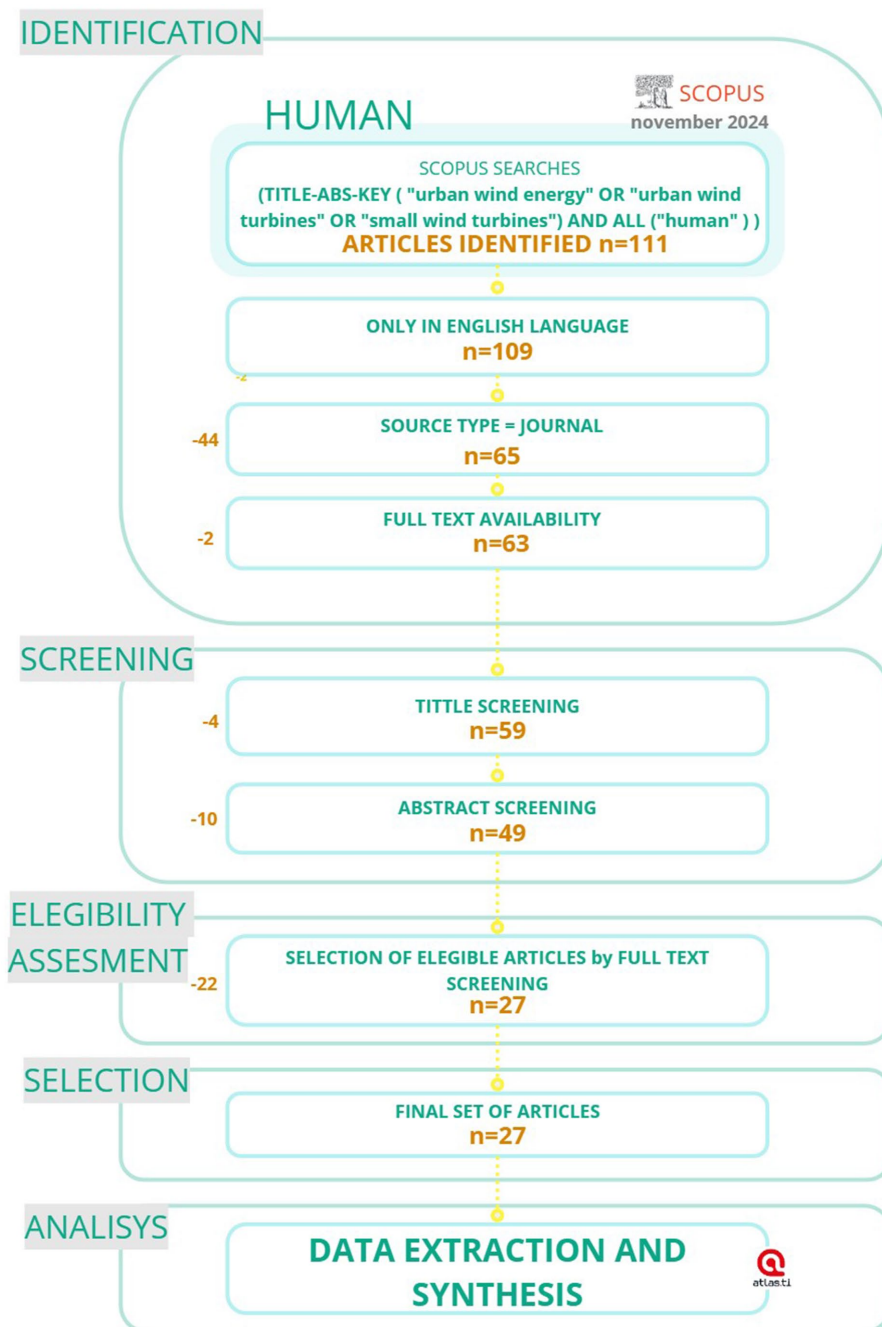 IDENTIFICATION
HUMAN
SCOPUS
november 2024
SCOPUS SEARCHES
(TITLE-ABS-KEY ( "urban wind energy" OR "urban wind
turbines" OR "small wind turbines") AND ALL ("human" ) )
ARTICLES IDENTIFIED n=111
ONLY IN ENGLISH LANGUAGE
n=109
-2
SOURCE TYPE = JOURNAL
-44
n=65
FULL TEXT AVAILABILITY
-2
n=63
SCREENING
TITTLE SCREENING
-4
n=59
ABSTRACT SCREENING
-10
n=49
ELEGIBILITY
ASSESMENT
SELECTION OF ELEGIBLE ARTICLES by FULL TEXT
SCREENING
-22
n=27
SELECTION
FINAL SET OF ARTICLES
n=27
ANALISYS
DATA EXTRACTION AND
SYNTHESIS
atlas.ti